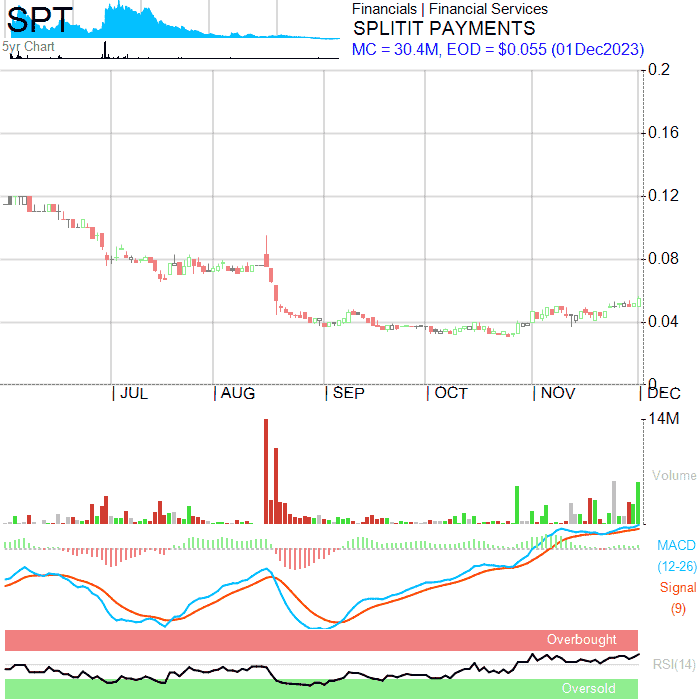 SPT
5yr Chart
Financials | Financial Services
SPLITIT PAYMENTS
MC = 30.4M, EOD = $0.055 (01Dec2023)
0.2
0.16
0.12
0.08
0.04
0
JUL
AUG
SEP
OCT
NOV
DEC
14M
Volume
MACD
(12-26)
Signal
(9)
Overbought
RSI(14)
Oversold